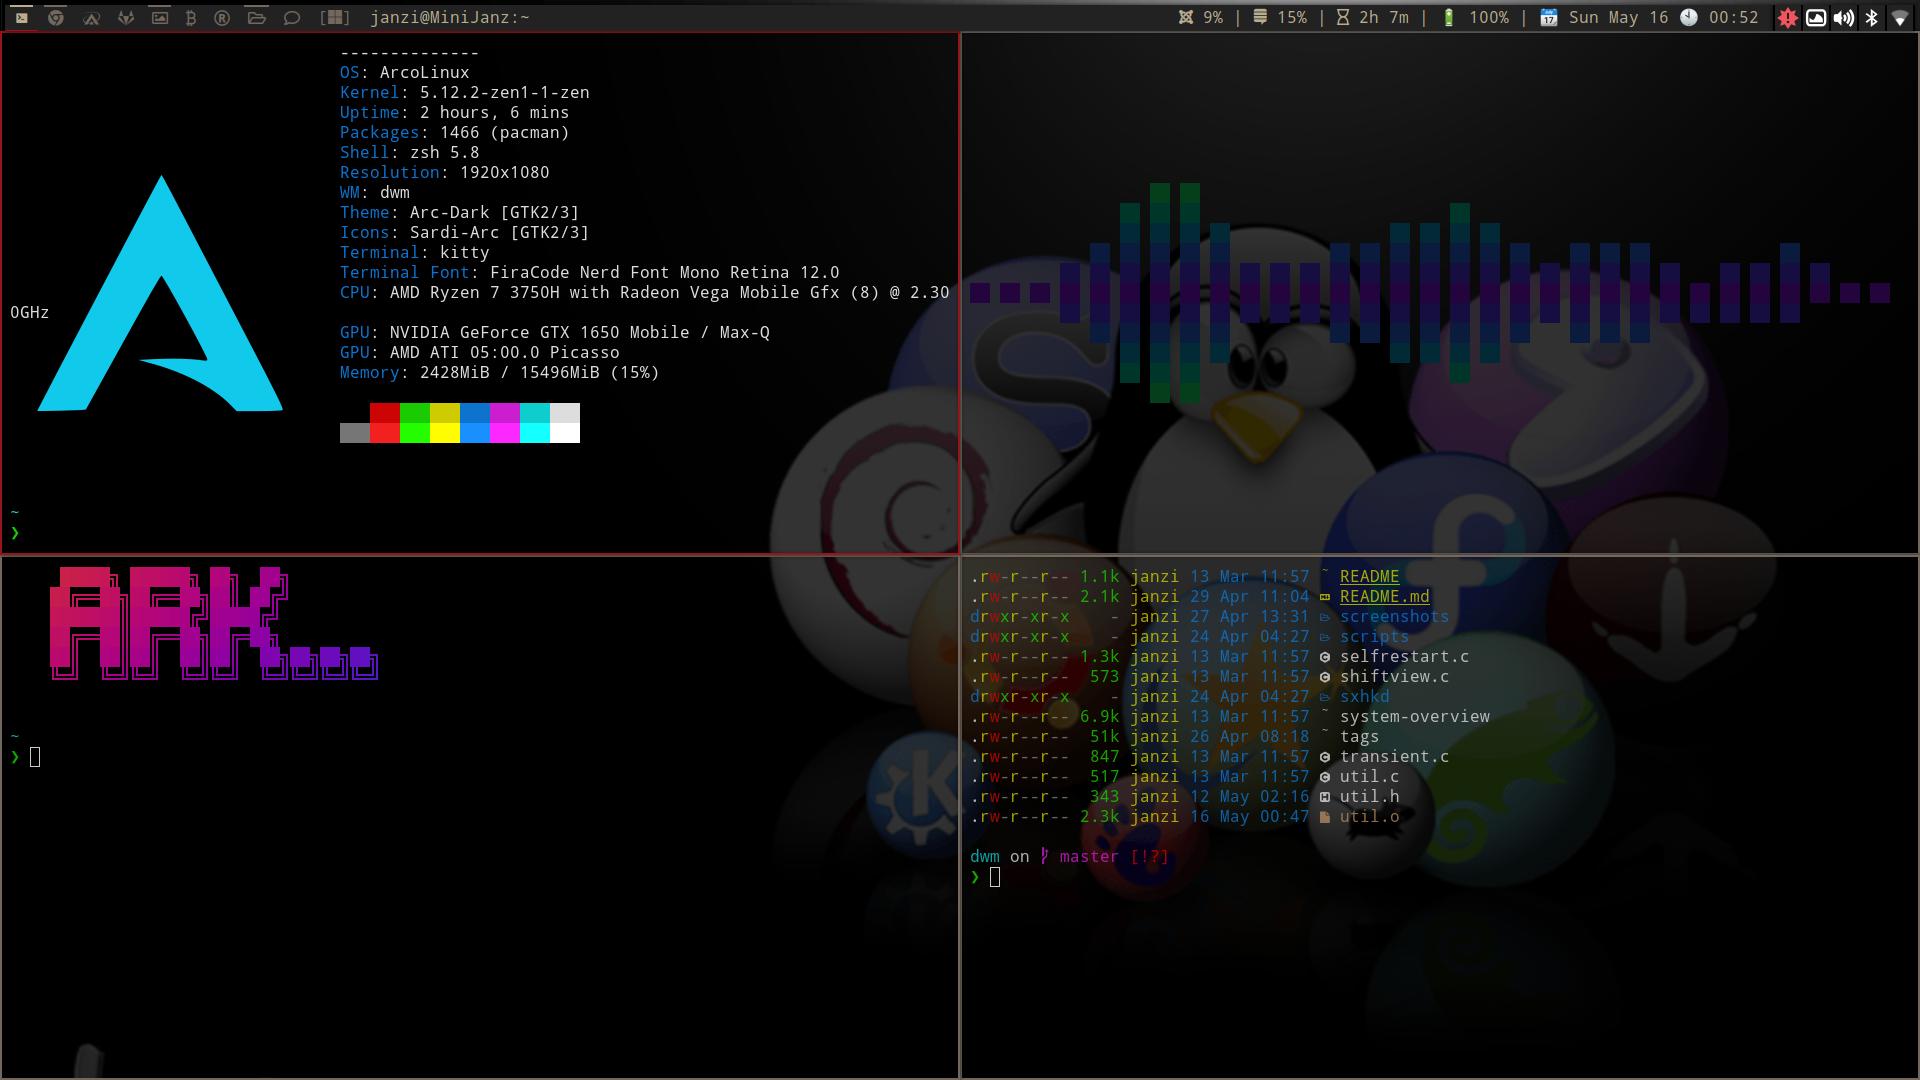 janzi@MiniJanz:~
9% | 15% | 2h 7m | 100% | Sun May 16 00:52
--------------
OS: ArcoLinux
Kernel: 5.12.2-zen1-1-zen
Uptime: 2 hours, 6 mins
Packages: 1466 (pacman)
Shell: zsh 5.8
Resolution: 1920x1080
WM: dwm
Theme: Arc-Dark [GTK2/3]
Icons: Sardi-Arc [GTK2/3]
Terminal: kitty
Terminal Font: FiraCode Nerd Font Mono Retina 12.0
CPU: AMD Ryzen 7 3750H with Radeon Vega Mobile Gfx (8) @ 2.30
0GHz
GPU: NVIDIA GeForce GTX 1650 Mobile / Max-Q
GPU: AMD ATI 05:00.0 Picasso
Memory: 2428MiB / 15496MiB (15%)
~
❯
ARK...
~
❯
.rw-r--r-- 1.1k janzi 13 Mar 11:57 README
.rw-r--r-- 2.1k janzi 29 Apr 11:04 README.md
drwxr-xr-x - janzi 27 Apr 13:31 screenshots
drwxr-xr-x - janzi 24 Apr 04:27 scripts
.rw-r--r-- 1.3k janzi 13 Mar 11:57 selfrestart.c
.rw-r--r-- 573 janzi 13 Mar 11:57 shiftview.c
drwxr-xr-x - janzi 24 Apr 04:27 sxhkd
.rw-r--r-- 6.9k janzi 13 Mar 11:57 system-overview
.rw-r--r-- 51k janzi 26 Apr 08:18 tags
.rw-r--r-- 847 janzi 13 Mar 11:57 transient.c
.rw-r--r-- 517 janzi 13 Mar 11:57 util.c
.rw-r--r-- 343 janzi 12 May 02:16 util.h
.rw-r--r-- 2.3k janzi 16 May 00:47 util.o
dwm on master [!?]
❯